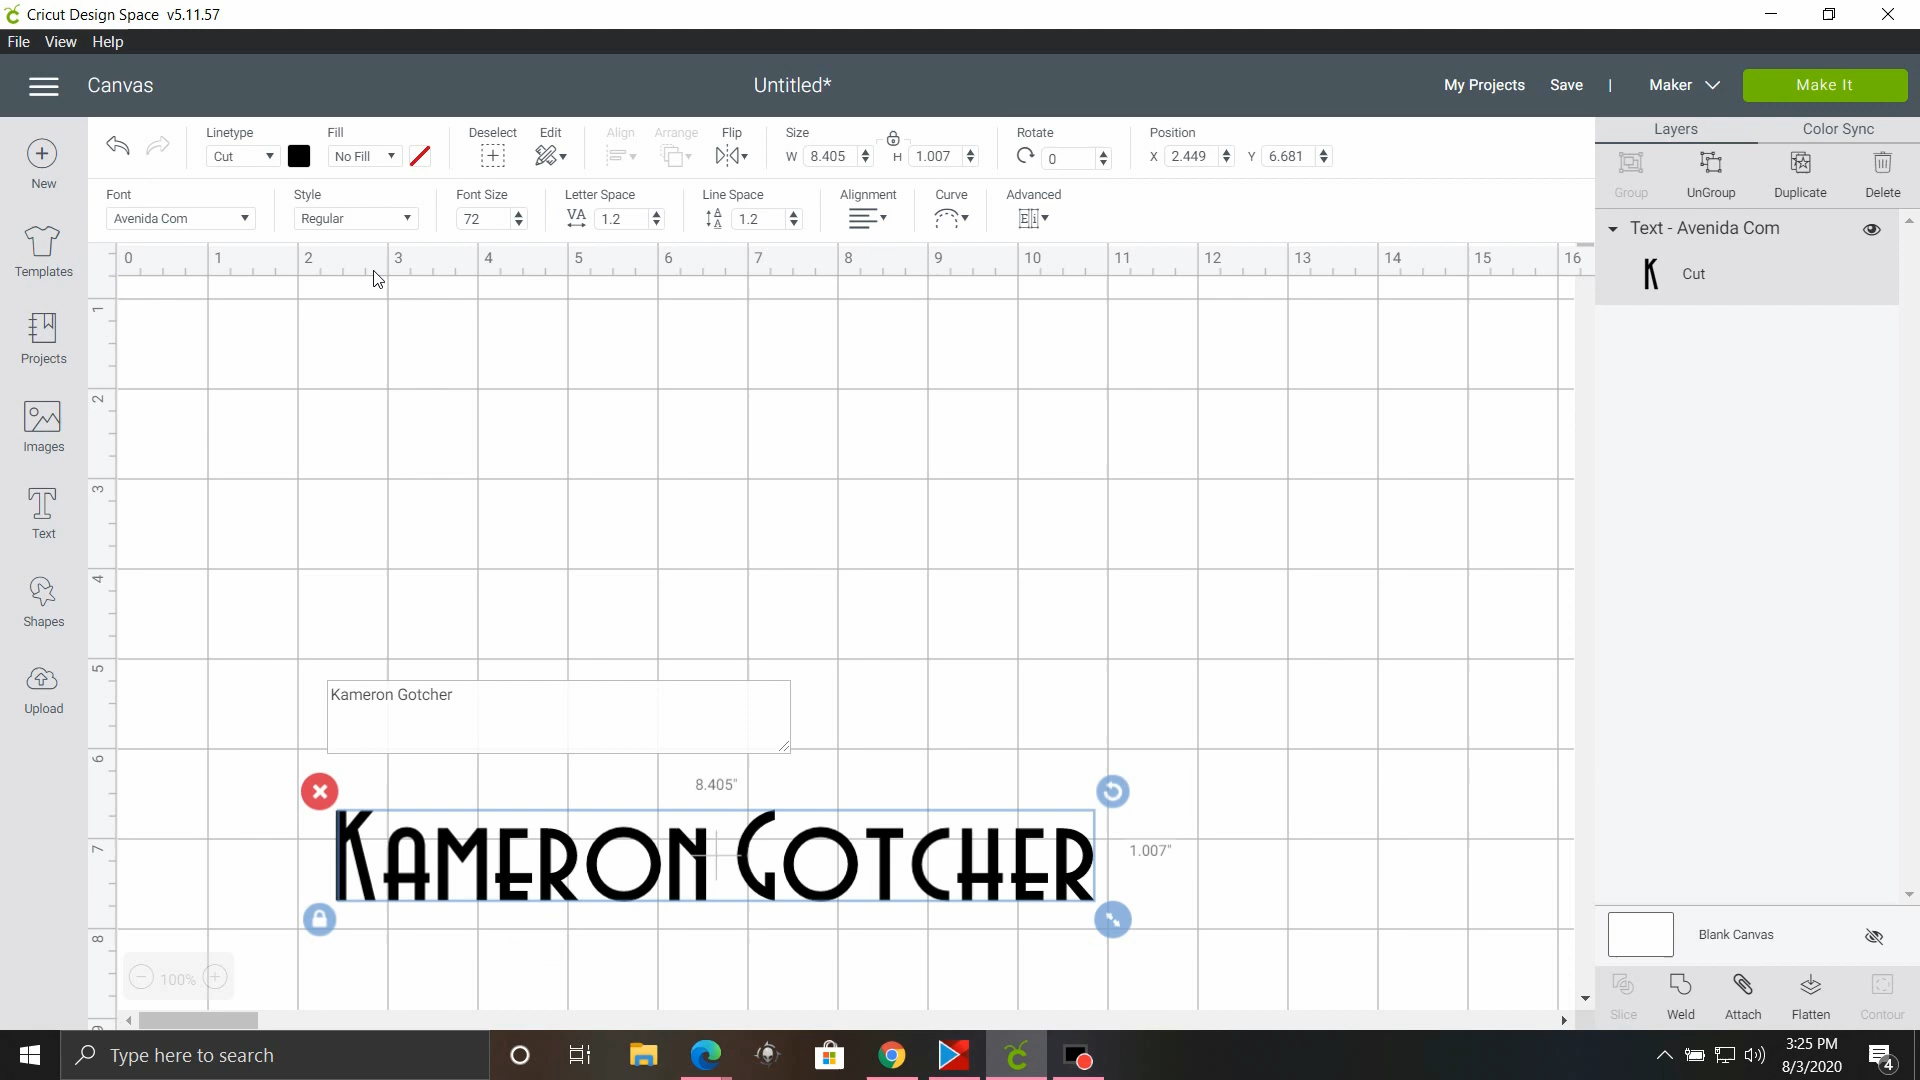 Cricut Design Space v5.11.57
File View Help
Canvas
Untitled*
My Projects Save | Maker Make It
Linetype Fill Deselect Edit Align Arrange Flip Size Rotate Position
Cut No Fill W 8.405 H 1.007 0 X 2.449 Y 6.681
Font Style Font Size Letter Space Line Space Alignment Curve Advanced
Avenida Com Regular 72 VA 1.2 1.2
New
Templates
Projects
Images
Text
Shapes
Upload
0 1 2 3 4 5 6 7 8 9 10 11 12 13 14 15 16
1
2
3
4
5
6
7
8
9
Kameron Gotcher
8.405"
Kameron Gotcher
1.007"
100%
Layers Color Sync
Group UnGroup Duplicate Delete
Text - Avenida Com
K Cut
Blank Canvas
Slice Weld Attach Flatten Contour
Type here to search
3:25 PM
8/3/2020
4